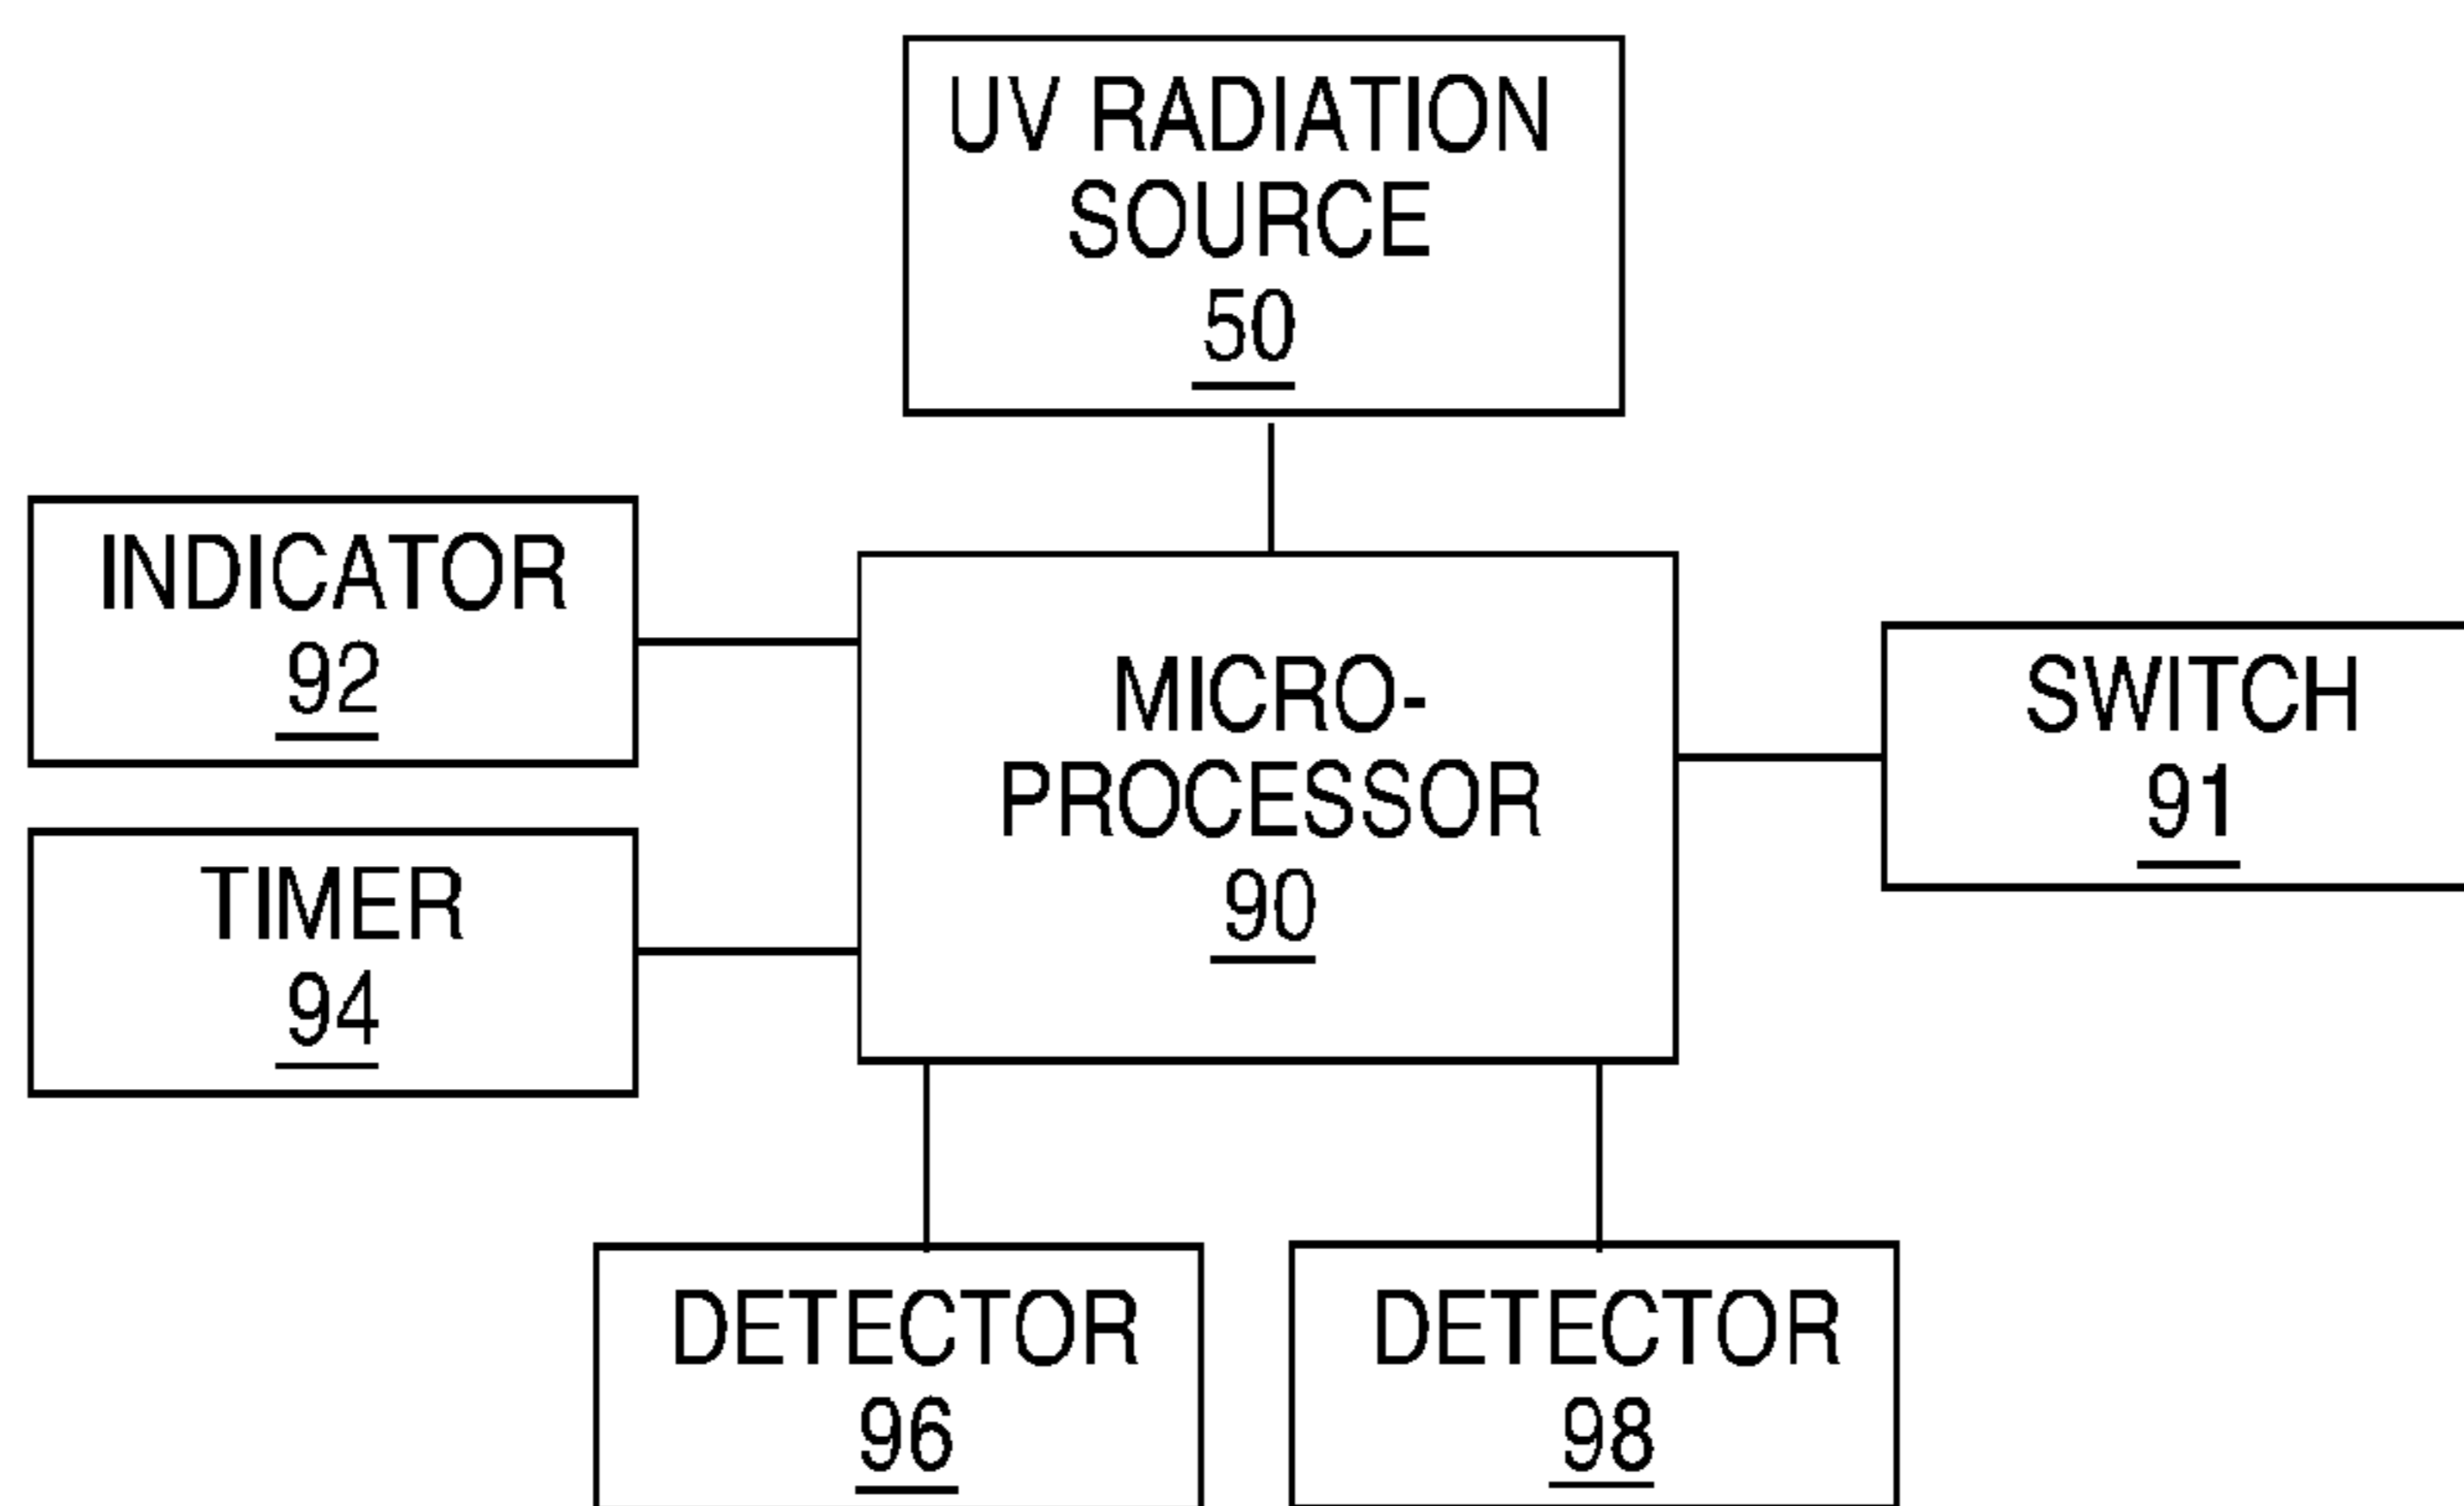 UV RADIATION
SOURCE
50
INDICATOR
92
TIMER
94
MICRO-
PROCESSOR
90
SWITCH
91
DETECTOR
96
DETECTOR
98